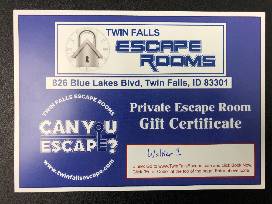 TWIN FALLS
ESCAPE
ROOMS
826 Blue Lakes Blvd, Twin Falls, ID 83301
TWIN FALLS ESCAPE ROOMS
CAN YOU
ESCAPE?
www.twinfallsescape.com
Private Escape Room
Gift Certificate